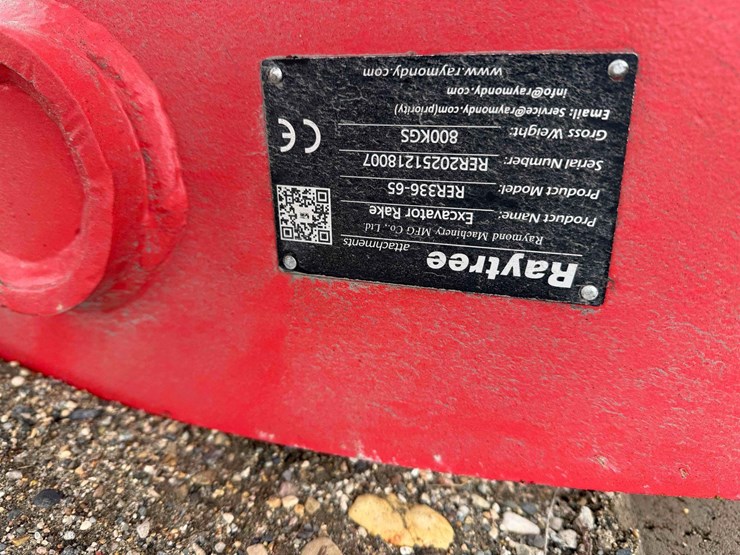 Raytree
attachments
Raymond Machinery MFG Co., Ltd.
Product Name: Excavator Rake
Product Model: RER336-65
Serial Number: RER20251218007
Gross Weight: 800KGS
Email: Service@raymondy.com(priority)
info@raymondy.com
www.raymondy.com
CE